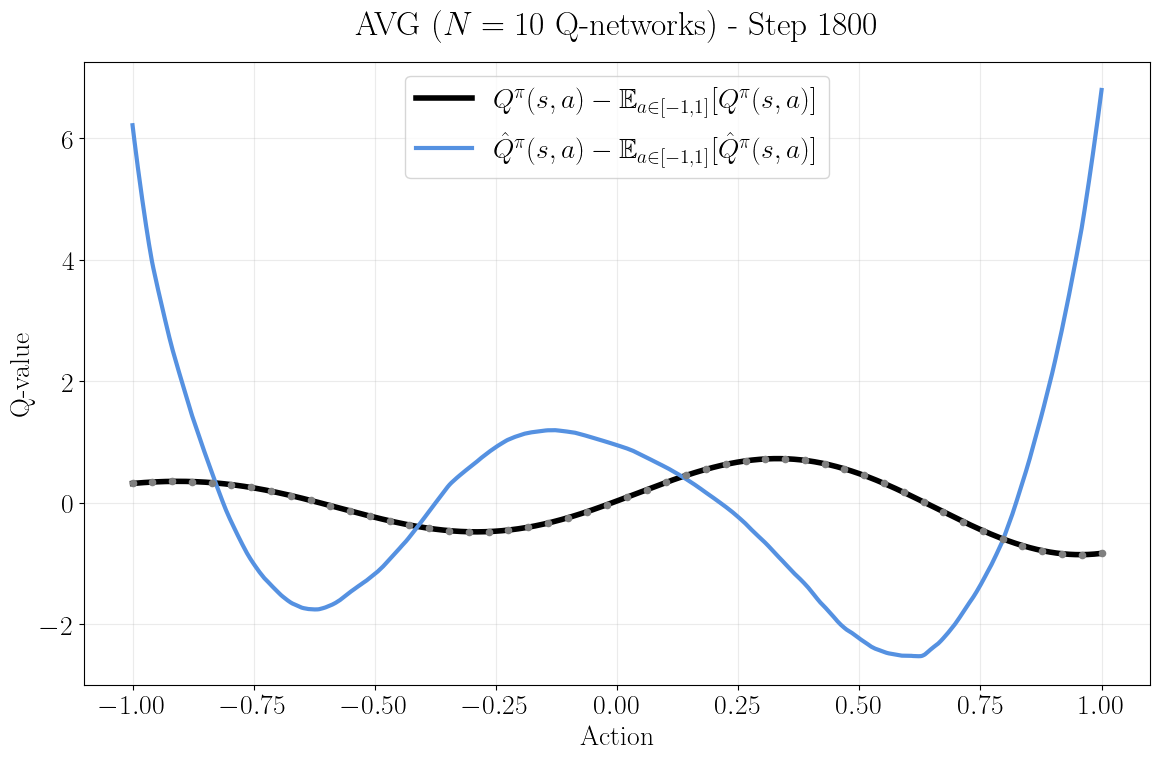 AVG (N = 10 Q-networks) - Step 1800
Q^π(s, a) − 𝔼_{a∈[−1,1]}[Q^π(s, a)]
Q̂^π(s, a) − 𝔼_{a∈[−1,1]}[Q̂^π(s, a)]
Q-value
6
4
2
0
−2
−1.00 −0.75 −0.50 −0.25 0.00 0.25 0.50 0.75 1.00
Action